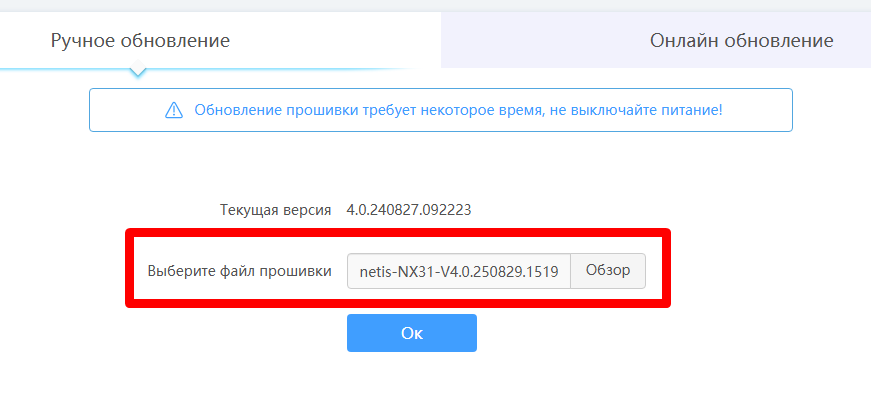 Ручное обновление
Онлайн обновление
Обновление прошивки требует некоторое время, не выключайте питание!
Текущая версия 4.0.240827.092223
Выберите файл прошивки netis-NX31-V4.0.250829.1519 Обзор
Ок